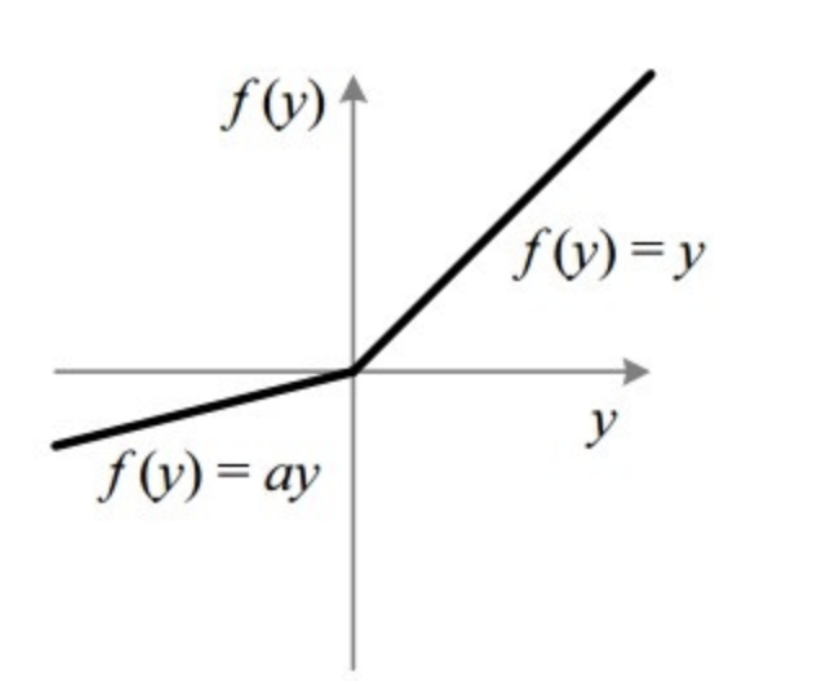 f(y)
f(y) = y
y
f(y) = ay